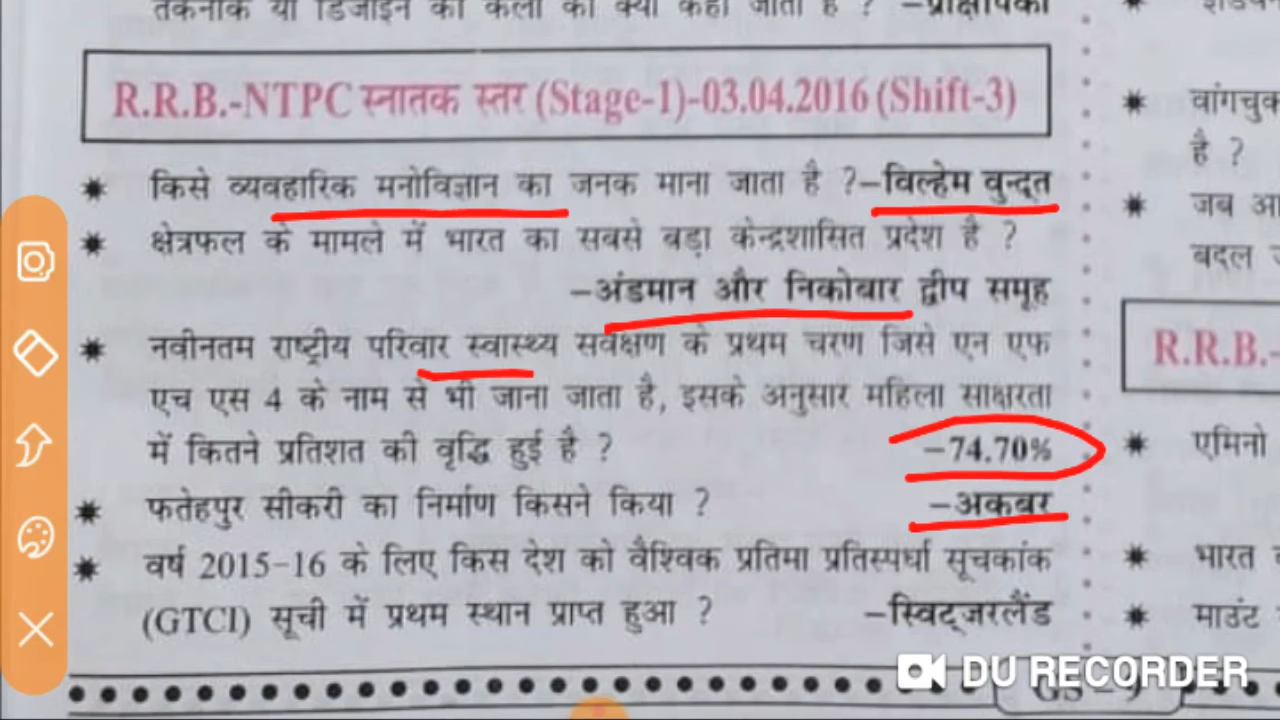 तकनीक या डिजाइन की कला को क्या कहा जाता है ?
R.R.B.-NTPC स्नातक स्तर (Stage-1)-03.04.2016 (Shift-3)
✷ किसे व्यवहारिक मनोविज्ञान का जनक माना जाता है ?–विल्हेम वुन्द्त
✷ क्षेत्रफल के मामले में भारत का सबसे बड़ा केन्द्रशासित प्रदेश है ?
–अंडमान और निकोबार द्वीप समूह
✷ नवीनतम राष्ट्रीय परिवार स्वास्थ्य सर्वेक्षण के प्रथम चरण जिसे एन एफ
एच एस 4 के नाम से भी जाना जाता है, इसके अनुसार महिला साक्षरता
में कितने प्रतिशत की वृद्धि हुई है ? –74.70%
✷ फतेहपुर सीकरी का निर्माण किसने किया ? –अकबर
✷ वर्ष 2015-16 के लिए किस देश को वैश्विक प्रतिमा प्रतिस्पर्धा सूचकांक
(GTCI) सूची में प्रथम स्थान प्राप्त हुआ ? –स्विट्जरलैंड
✷ वांगचुक
है ?
✷ जब
बदल
R.R.B.-
✷ एमिनो
✷ भारत
✷ माउंट
DU RECORDER
GS – 9